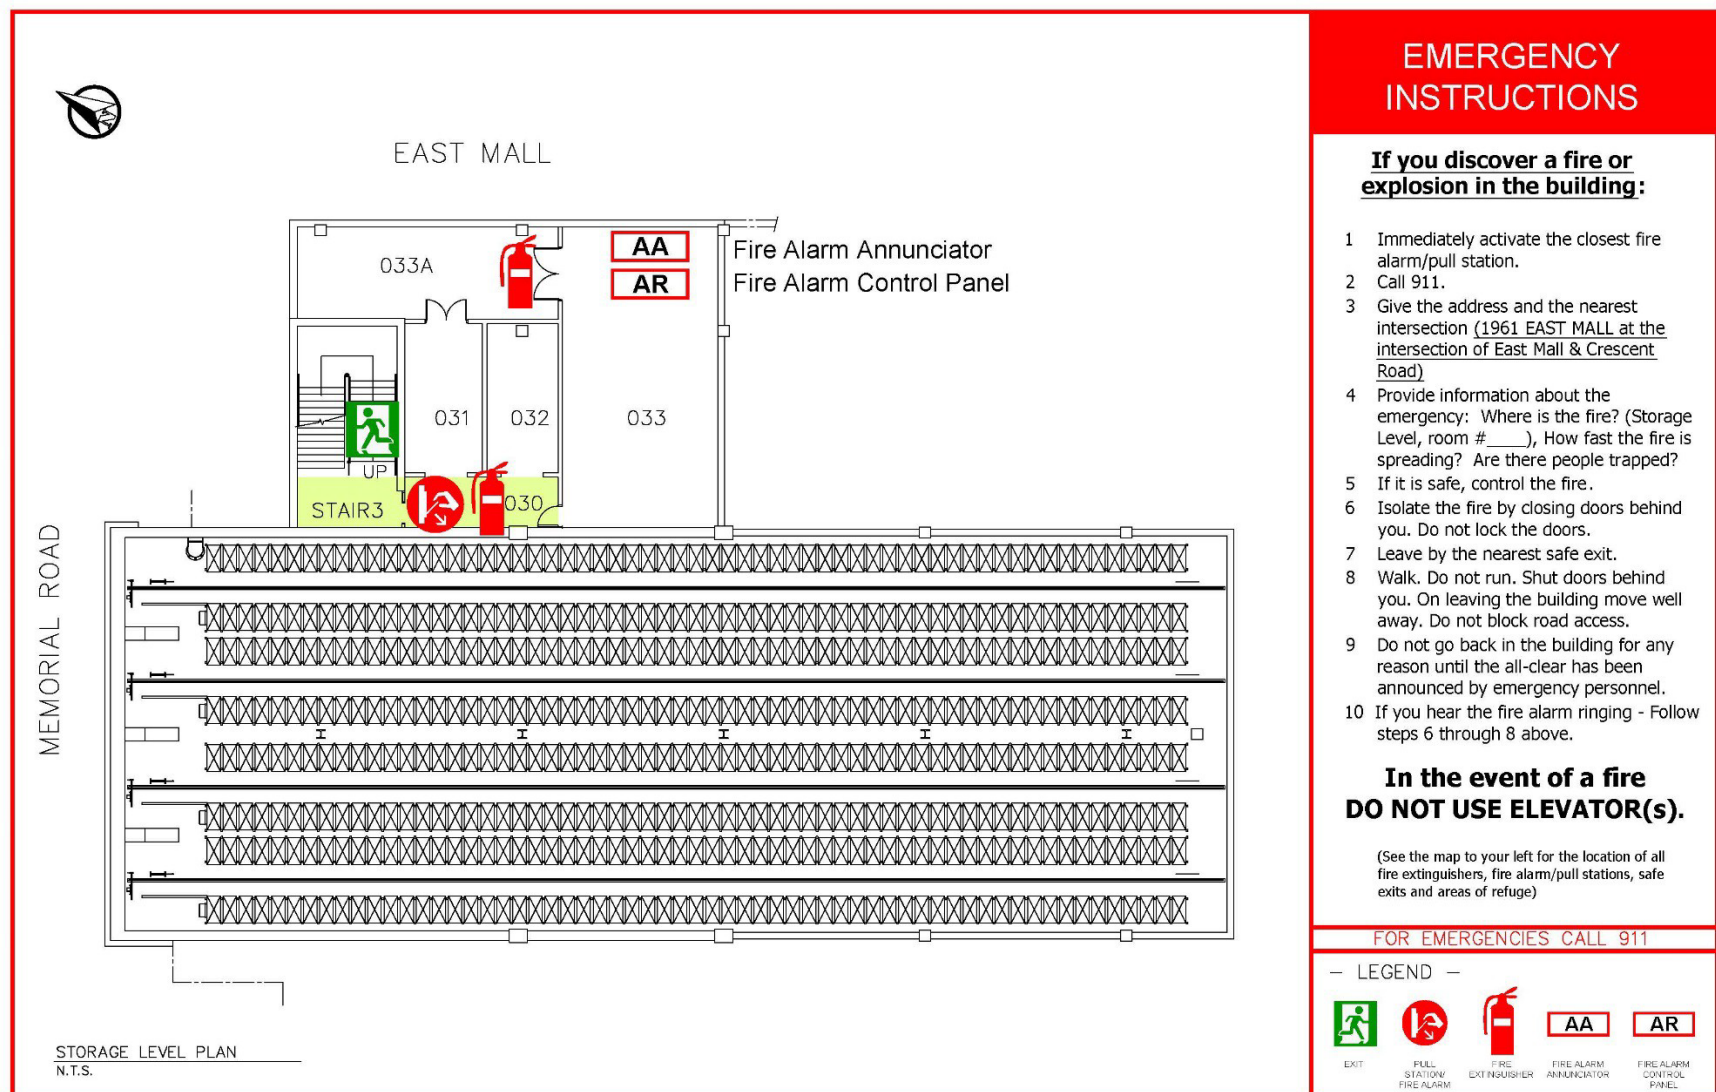 EAST MALL
033A
AA Fire Alarm Annunciator
AR Fire Alarm Control Panel
031
032
033
UP
STAIR3
030
MEMORIAL ROAD
STORAGE LEVEL PLAN
N.T.S.
EMERGENCY
INSTRUCTIONS
If you discover a fire or
explosion in the building:
1 Immediately activate the closest fire
alarm/pull station.
2 Call 911.
3 Give the address and the nearest
intersection (1961 EAST MALL at the
intersection of East Mall & Crescent
Road)
4 Provide information about the
emergency: Where is the fire? (Storage
Level, room #____), How fast the fire is
spreading? Are there people trapped?
5 If it is safe, control the fire.
6 Isolate the fire by closing doors behind
you. Do not lock the doors.
7 Leave by the nearest safe exit.
8 Walk. Do not run. Shut doors behind
you. On leaving the building move well
away. Do not block road access.
9 Do not go back in the building for any
reason until the all-clear has been
announced by emergency personnel.
10 If you hear the fire alarm ringing - Follow
steps 6 through 8 above.
In the event of a fire
DO NOT USE ELEVATOR(s).
(See the map to your left for the location of all
fire extinguishers, fire alarm/pull stations, safe
exits and areas of refuge)
FOR EMERGENCIES CALL 911
— LEGEND —
AA
AR
EXIT
PULL
STATION/
FIRE ALARM
FIRE
EXTINGUISHER
FIRE ALARM
ANNUNCIATOR
FIRE ALARM
CONTROL
PANEL